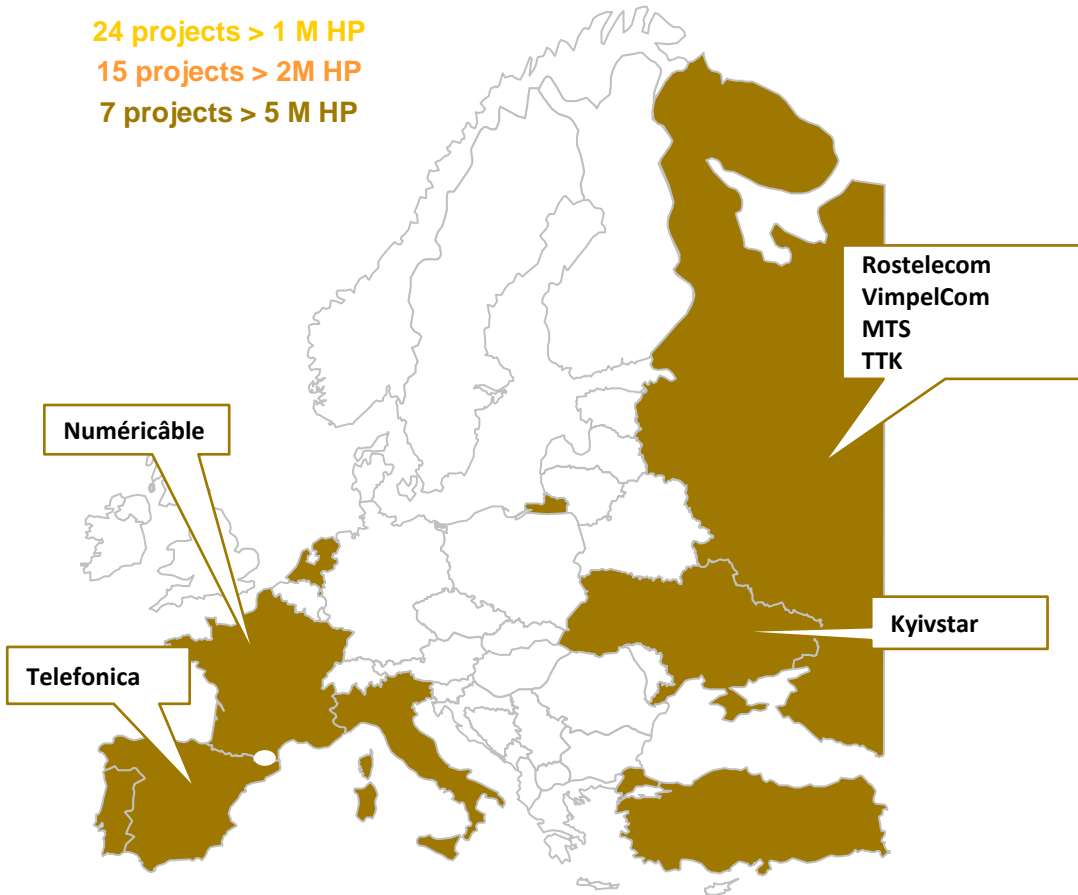 24 projects > 1 M HP
15 projects > 2M HP
7 projects > 5 M HP
Rostelecom
VimpelCom
MTS
TTK
Numéricâble
Kyivstar
Telefonica